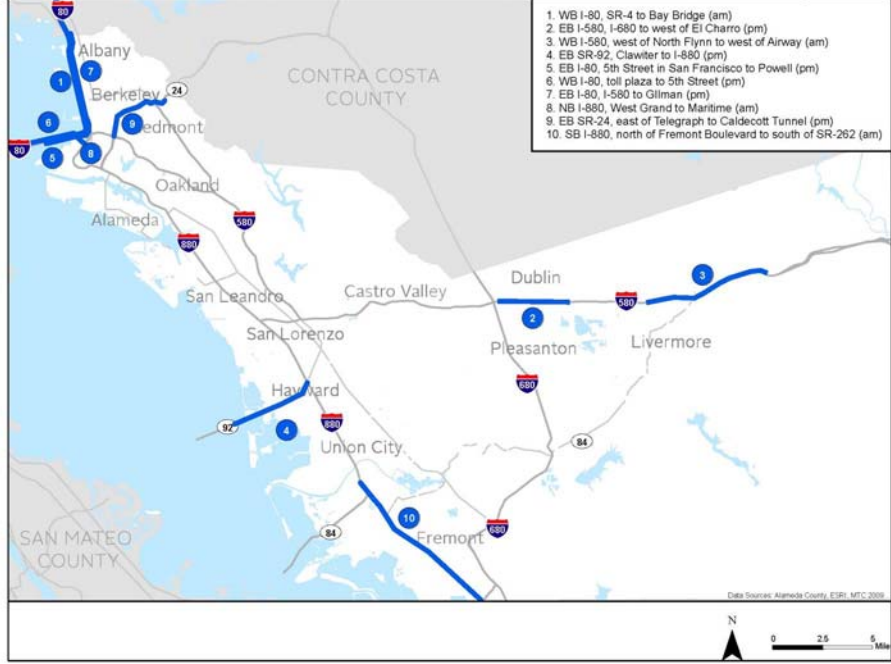 1. WB I-80, SR-4 to Bay Bridge (am)
2. EB I-580, I-680 to west of El Charro (pm)
3. WB I-580, west of North Flynn to west of Airway (am)
4. EB SR-92, Clawiter to I-880 (pm)
5. EB I-80, 5th Street in San Francisco to Powell (pm)
6. WB I-80, toll plaza to 5th Street (pm)
7. EB I-80, I-580 to Gilman (pm)
8. NB I-880, West Grand to Maritime (am)
9. EB SR-24, east of Telegraph to Caldecott Tunnel (pm)
10. SB I-880, north of Fremont Boulevard to south of SR-262 (am)
80
Albany
7
1
CONTRA COSTA
COUNTY
24
Berkeley
6
9
edmont
80
5
8
Oakland
Alameda
580
880
Dublin
3
Castro Valley
San Leandro
580
2
San Lorenzo
Pleasanton
Livermore
680
Hayward
92
4
880
84
Union City
10
680
84
Fremont
SAN MATEO
COUNTY
Data Sources: Alameda County, ESRI, MTC 2009
N
0 2.5 5
Mile